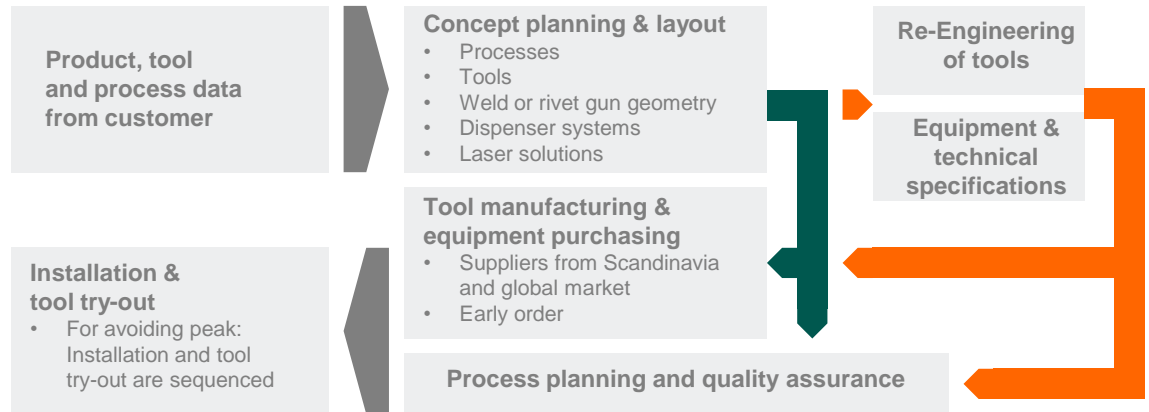 Product, tool
and process data
from customer
Concept planning & layout
• Processes
• Tools
• Weld or rivet gun geometry
• Dispenser systems
• Laser solutions
Re-Engineering
of tools
Equipment &
technical
specifications
Tool manufacturing &
equipment purchasing
• Suppliers from Scandinavia
and global market
• Early order
Installation &
tool try-out
• For avoiding peak:
Installation and tool
try-out are sequenced
Process planning and quality assurance